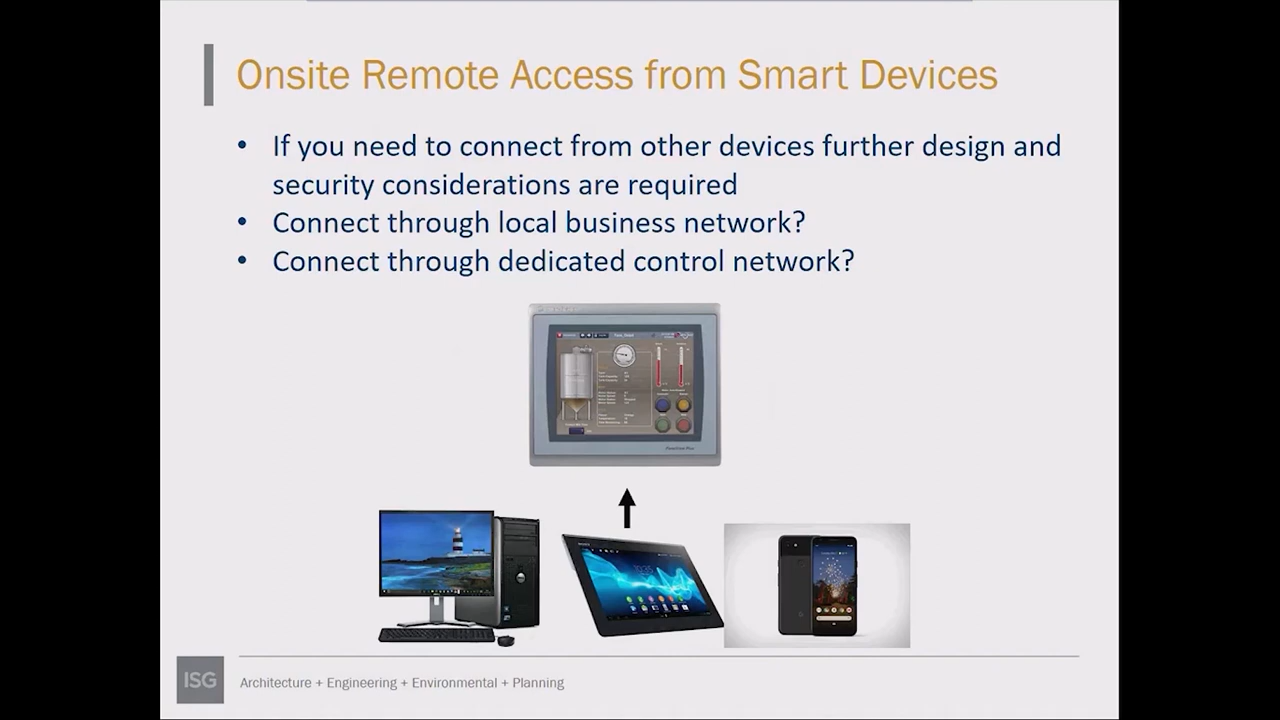 Onsite Remote Access from Smart Devices
• If you need to connect from other devices further design and
security considerations are required
• Connect through local business network?
• Connect through dedicated control network?
ISG
Architecture + Engineering + Environmental + Planning